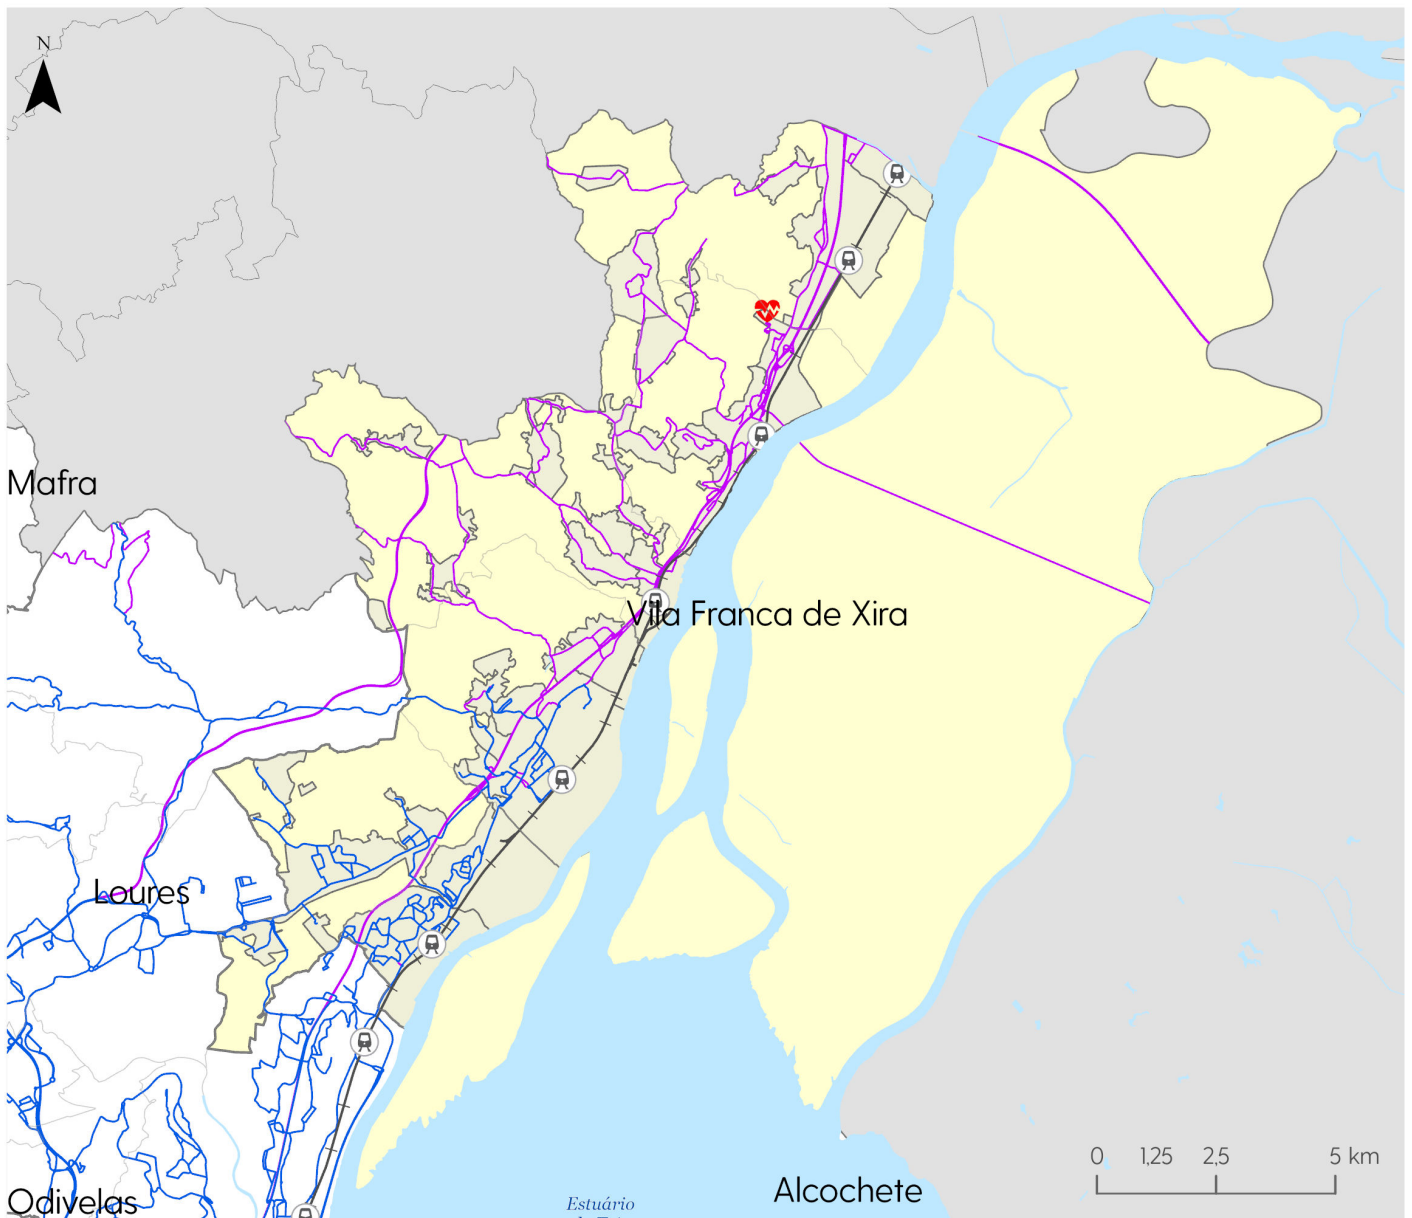 N
Mafra
Vila Franca de Xira
Loures
0 1,25 2,5 5 km
Alcochete
Odivelas
Estuário